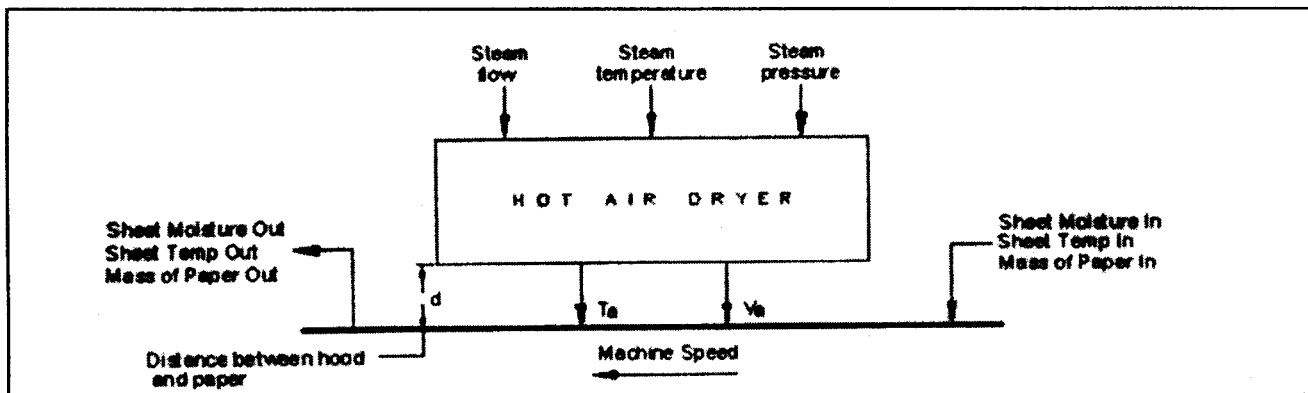 Steam
flow
Steam
temperature
Steam
pressure
HOT AIR DRYER
Sheet Moisture Out
Sheet Temp Out
Mass of Paper Out
Sheet Moisture In
Sheet Temp In
Mass of Paper In
d
Ta
Va
Distance between hood
and paper
Machine Speed